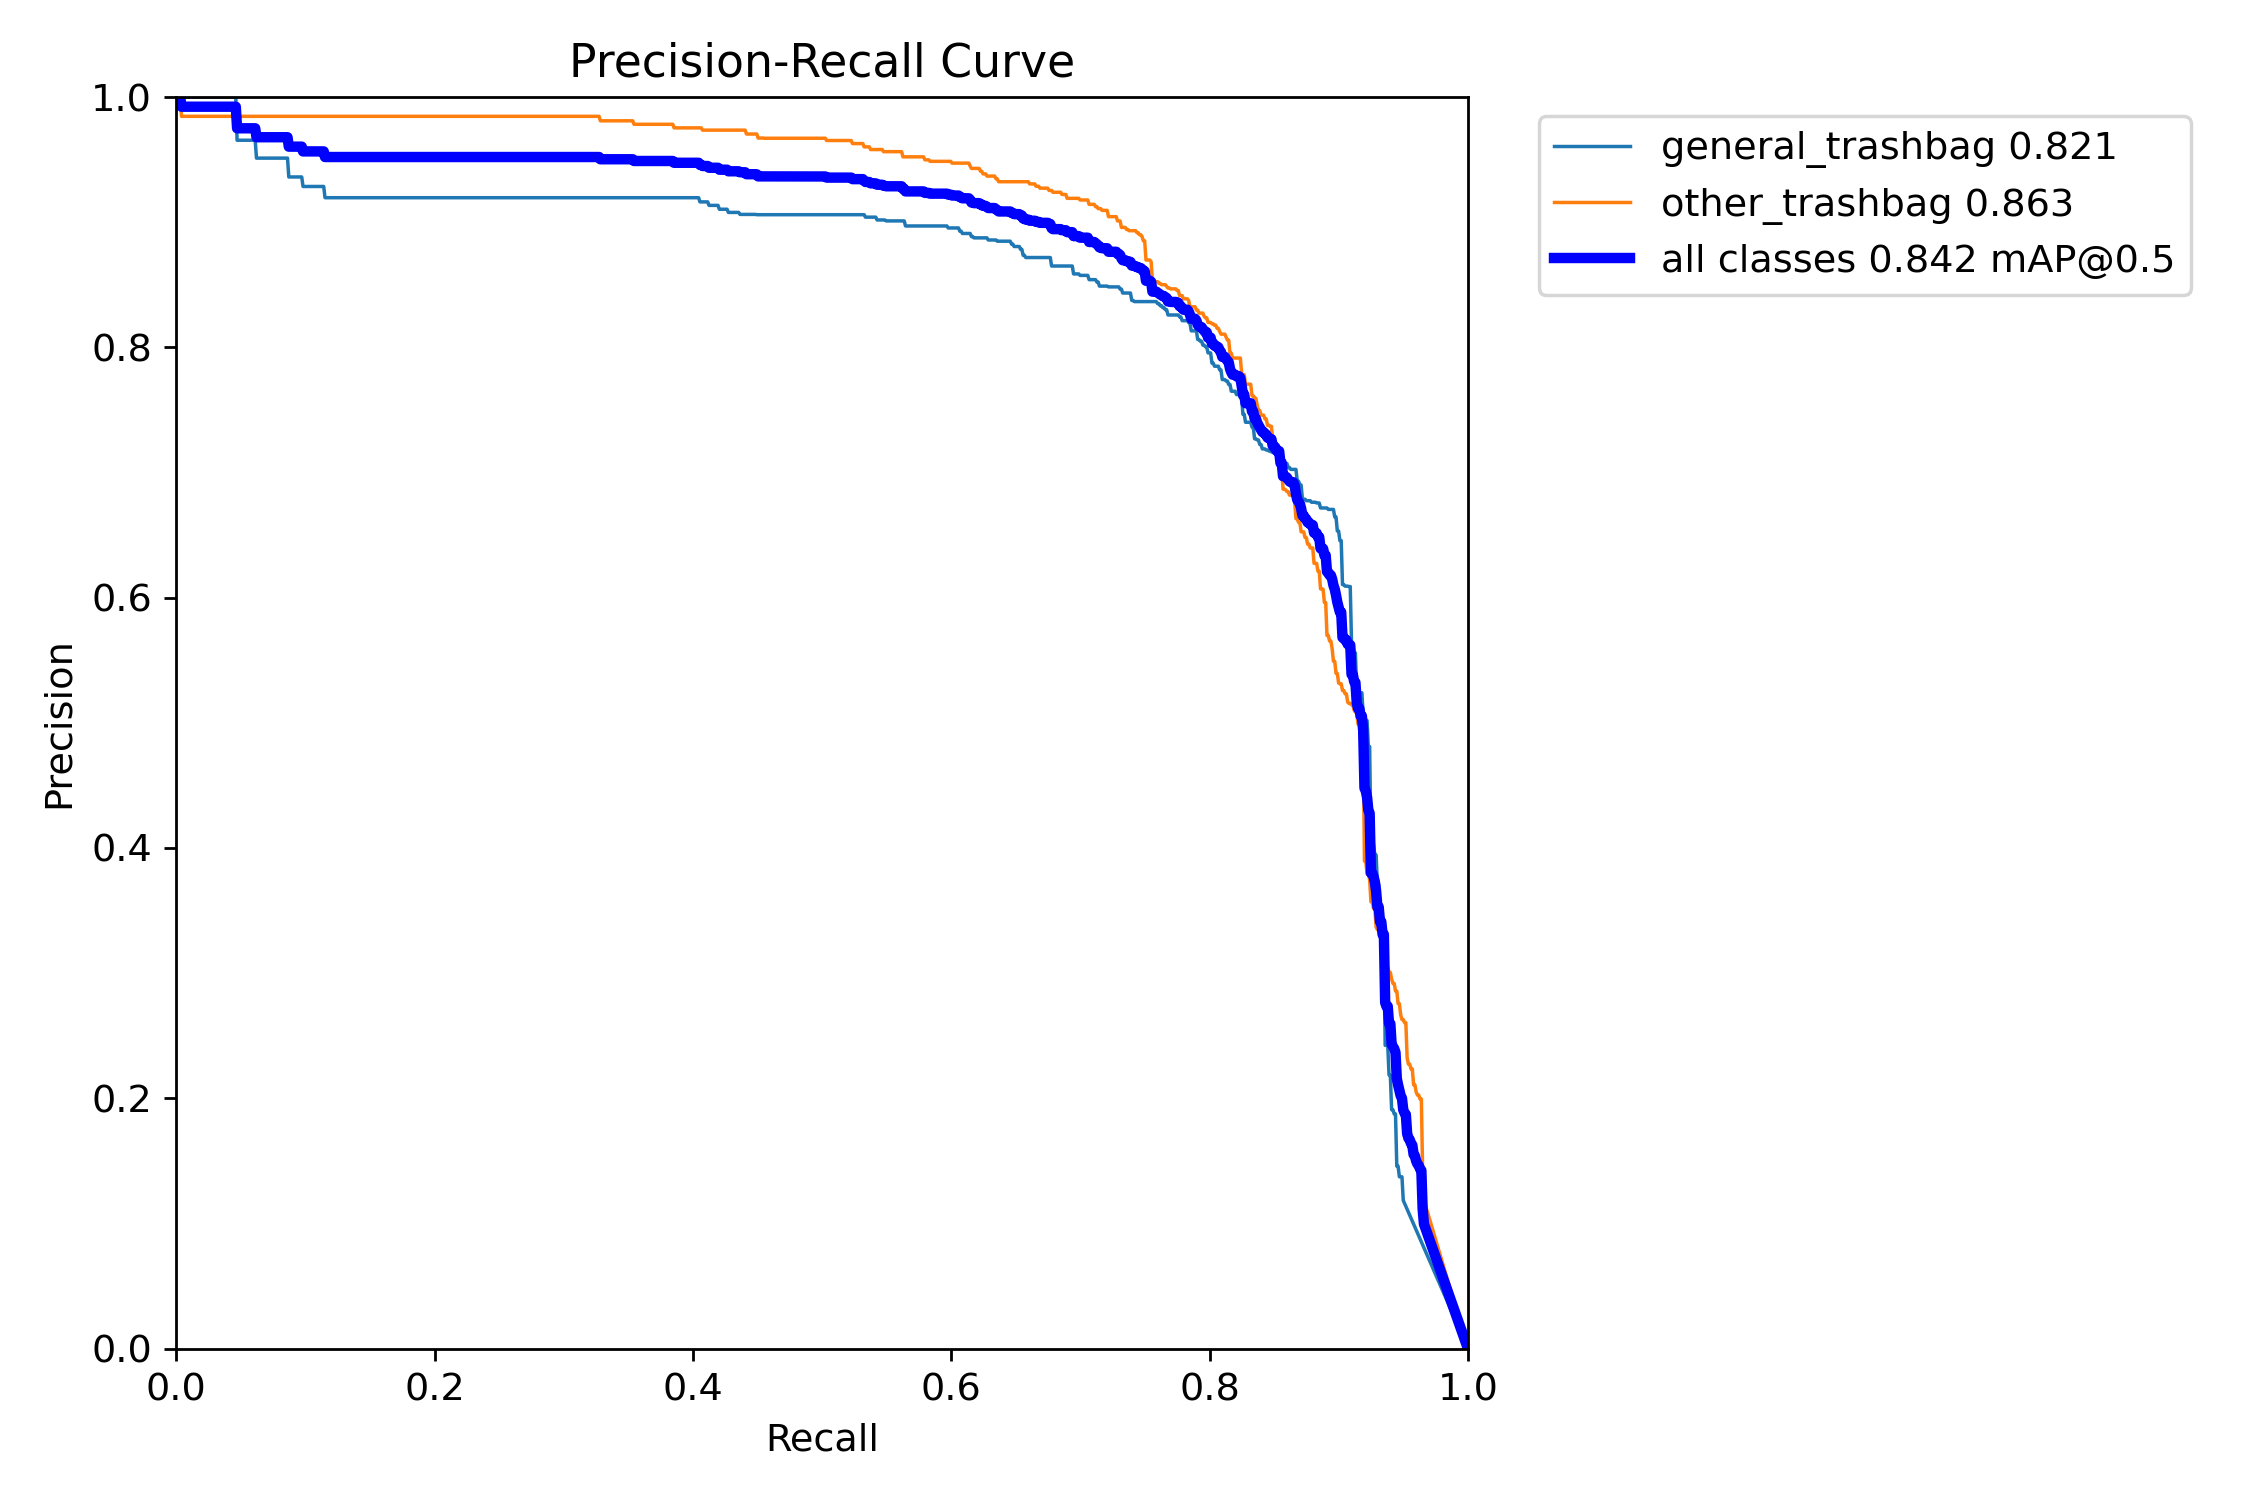 Precision-Recall Curve
1.0
0.8
0.6
0.4
0.2
0.0
Precision
0.0 0.2 0.4 0.6 0.8 1.0
Recall
general_trashbag 0.821
other_trashbag 0.863
all classes 0.842 mAP@0.5